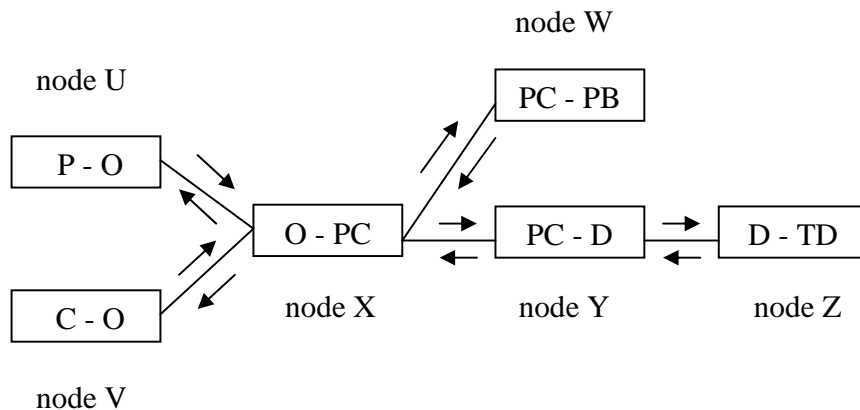 node W
node U
PC - PB
P - O
O - PC
PC - D
D - TD
C - O
node X
node Y
node Z
node V